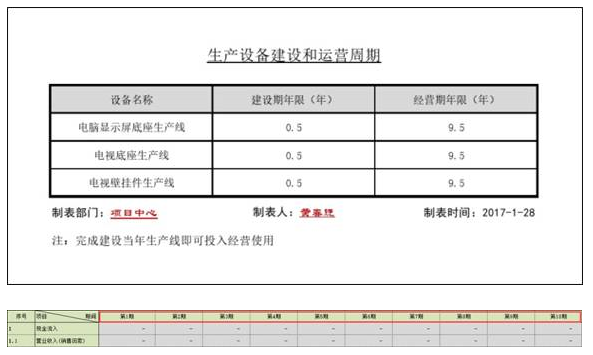 生产设备建设和运营周期
设备名称 建设期年限（年） 经营期年限（年）
电脑显示屏底座生产线 0.5 9.5
电视底座生产线 0.5 9.5
电视壁挂件生产线 0.5 9.5
制表部门：项目中心 制表人： 制表时间：2017-1-28
注：完成建设当年生产线即可投入经营使用
序号 项目 期间 第1期 第2期 第3期 第4期 第5期 第6期 第7期 第8期 第9期 第10期
1 现金流入 - - - - - - - - - -
1.1 营业收入(销售回款) - - - - - - - - - -